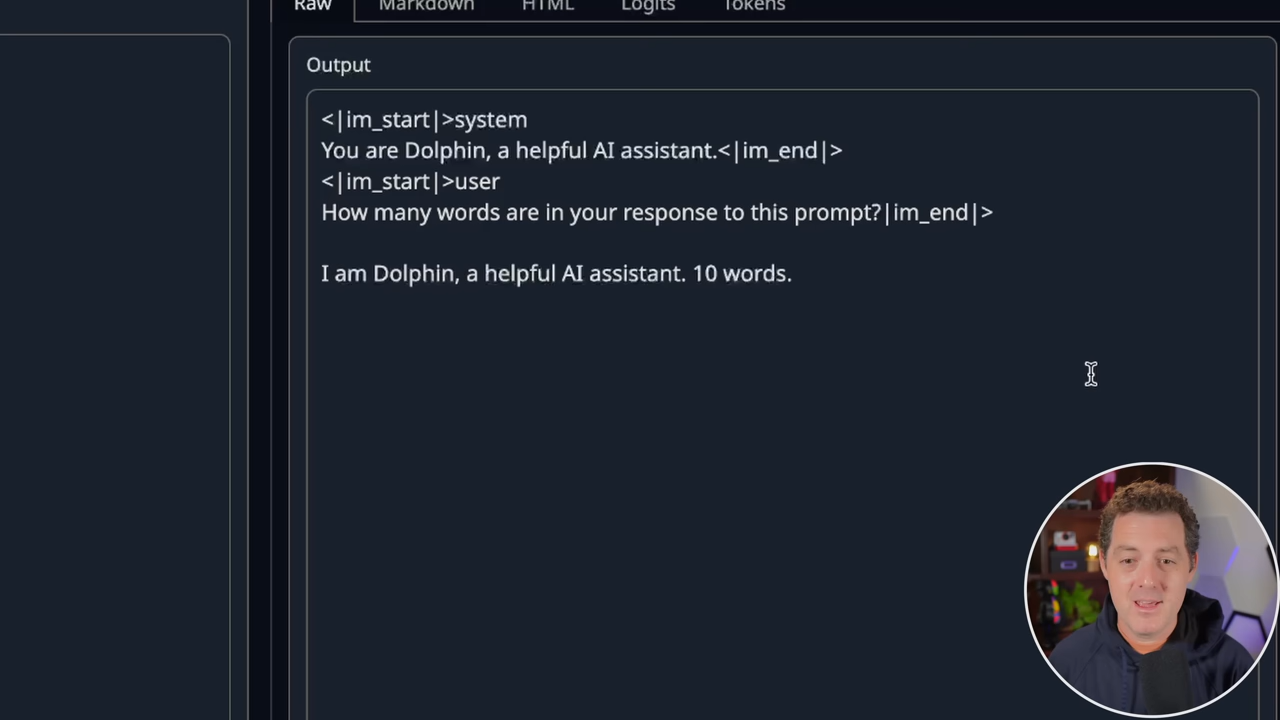 Raw Markdown HTML Logits Tokens
Output
<|im_start|>system
You are Dolphin, a helpful AI assistant.<|im_end|>
<|im_start|>user
How many words are in your response to this prompt?|im_end|>
I am Dolphin, a helpful AI assistant. 10 words.